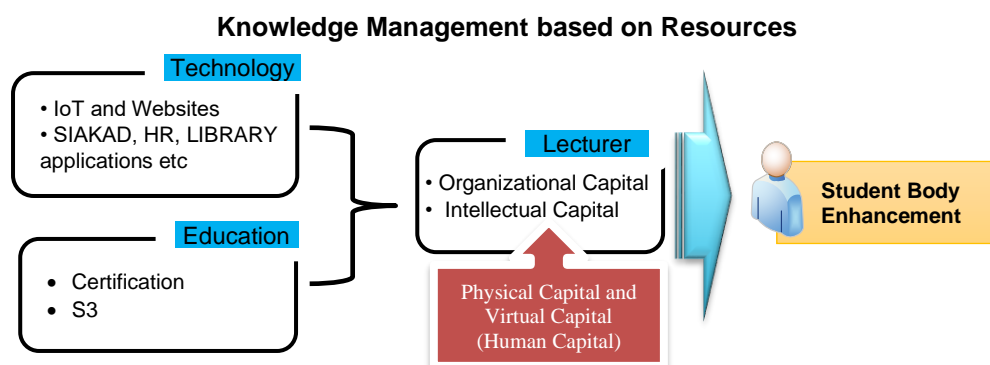 Knowledge Management based on Resources
Technology
• IoT and Websites
• SIAKAD, HR, LIBRARY
applications etc
Education
• Certification
• S3
Lecturer
• Organizational Capital
• Intellectual Capital
Physical Capital and
Virtual Capital
(Human Capital)
Student Body
Enhancement